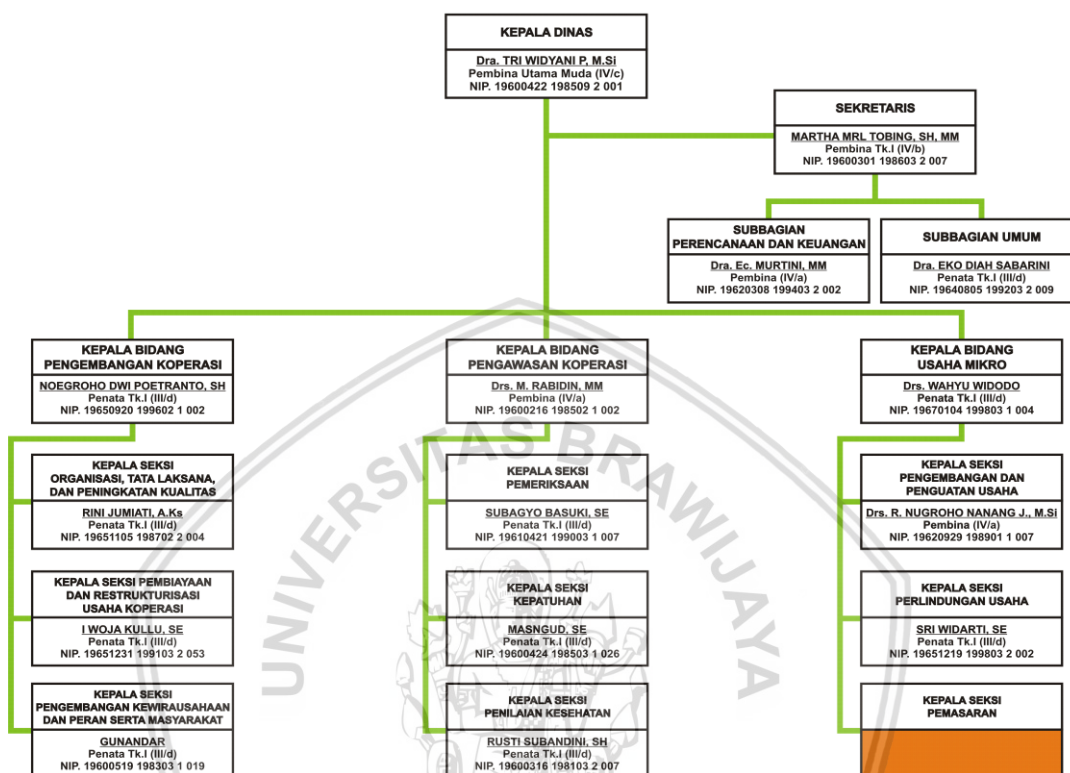 KEPALA DINAS
Dra. TRI WIDYANI P, M.Si
Pembina Utama Muda (IV/c)
NIP. 19600422 198509 2 001
SEKRETARIS
MARTHA MRL TOBING, SH, MM
Pembina Tk.I (IV/b)
NIP. 19600301 198603 2 007
SUBBAGIAN
PERENCANAAN DAN KEUANGAN
Dra. Ec. MURTINI, MM
Pembina (IV/a)
NIP. 19620308 199403 2 002
SUBBAGIAN UMUM
Dra. EKO DIAH SABARINI
Penata Tk.I (III/d)
NIP. 19640805 199203 2 009
KEPALA BIDANG
PENGEMBANGAN KOPERASI
NOEGROHO DWI POETRANTO, SH
Penata Tk.I (III/d)
NIP. 19650920 199602 1 002
KEPALA SEKSI
ORGANISASI, TATA LAKSANA,
DAN PENINGKATAN KUALITAS
RINI JUMIATI, A.Ks
Penata Tk.I (III/d)
NIP. 19651105 198702 2 004
KEPALA SEKSI PEMBIAYAAN
DAN RESTRUKTURISASI
USAHA KOPERASI
I WOJA KULLU, SE
Penata Tk.I (III/d)
NIP. 19651231 199103 2 053
KEPALA SEKSI
PENGEMBANGAN KEWIRAUSAHAAN
DAN PERAN SERTA MASYARAKAT
GUNANDAR
Penata Tk.I (III/d)
NIP. 19600519 198303 1 019
KEPALA BIDANG
PENGAWASAN KOPERASI
Drs. M. RABIDIN, MM
Pembina (IV/a)
NIP. 19600216 198502 1 002
KEPALA SEKSI
PEMERIKSAAN
SUBAGYO BASUKI, SE
Penata Tk.I (III/d)
NIP. 19610421 199003 1 007
KEPALA SEKSI
KEPATUHAN
MASNGUD, SE
Penata Tk.I (III/d)
NIP. 19600424 198503 1 026
KEPALA SEKSI
PENILAIAN KESEHATAN
RUSTI SUBANDINI, SH
Penata Tk.I (III/d)
NIP. 19600316 198103 2 007
KEPALA BIDANG
USAHA MIKRO
Drs. WAHYU WIDODO
Penata Tk.I (III/d)
NIP. 19670104 199803 1 004
KEPALA SEKSI
PENGEMBANGAN DAN
PENGUATAN USAHA
Drs. R. NUGROHO NANANG J., M.Si
Pembina (IV/a)
NIP. 19620929 198901 1 007
KEPALA SEKSI
PERLINDUNGAN USAHA
SRI WIDARTI, SE
Penata Tk.I (III/d)
NIP. 19651219 199803 2 002
KEPALA SEKSI
PEMASARAN
UNIVERSITAS BRAWIJAYA